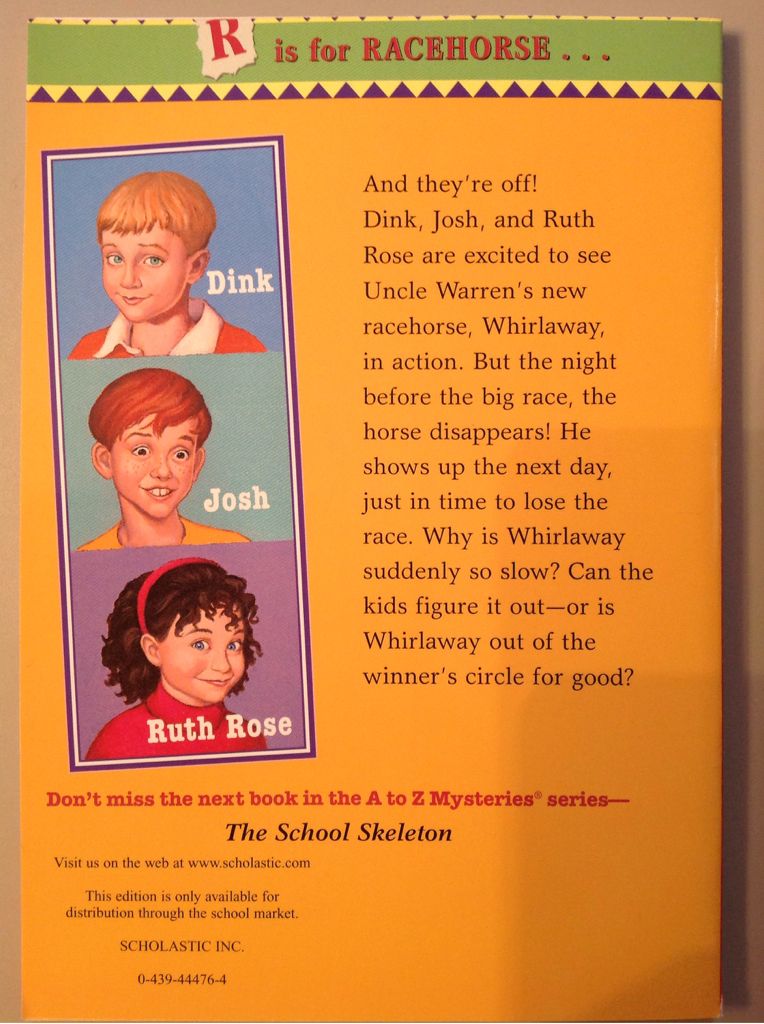 R is for RACEHORSE . . .
Dink
Josh
Ruth Rose
And they're off!
Dink, Josh, and Ruth
Rose are excited to see
Uncle Warren's new
racehorse, Whirlaway,
in action. But the night
before the big race, the
horse disappears! He
shows up the next day,
just in time to lose the
race. Why is Whirlaway
suddenly so slow? Can the
kids figure it out—or is
Whirlaway out of the
winner's circle for good?
Don't miss the next book in the A to Z Mysteries® series—
The School Skeleton
Visit us on the web at www.scholastic.com
This edition is only available for
distribution through the school market.
SCHOLASTIC INC.
0-439-44476-4